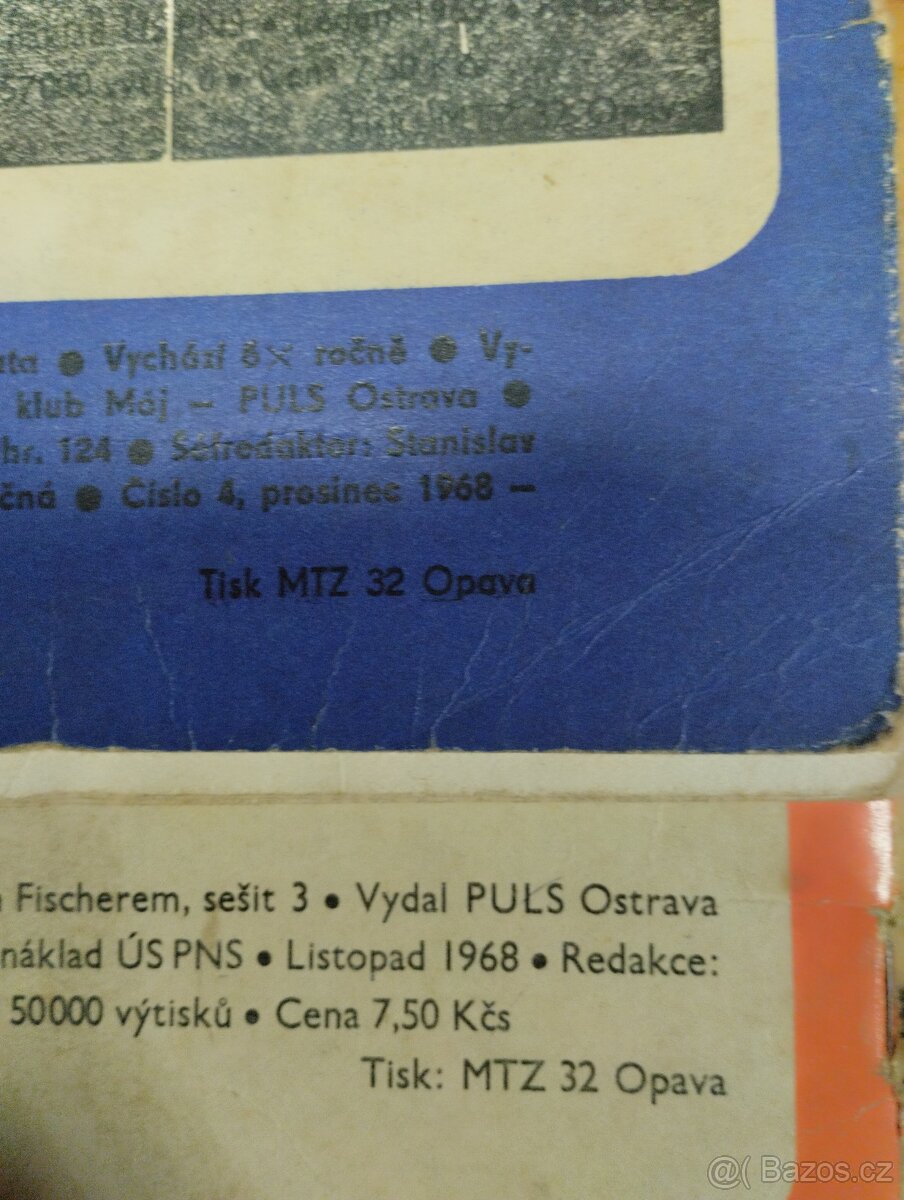 ata ● Vychází 6× ročně ● Vy-
klub Máj – PULS Ostrava ●
hr. 124 ● Šéfredaktor: Stanislav
čná ● Číslo 4, prosinec 1968 –
Tisk MTZ 32 Opava
Fischerem, sešit 3 • Vydal PULS Ostrava
náklad ÚS PNS • Listopad 1968 • Redakce:
50000 výtisků • Cena 7,50 Kčs
Tisk: MTZ 32 Opava
@( Bazos.cz